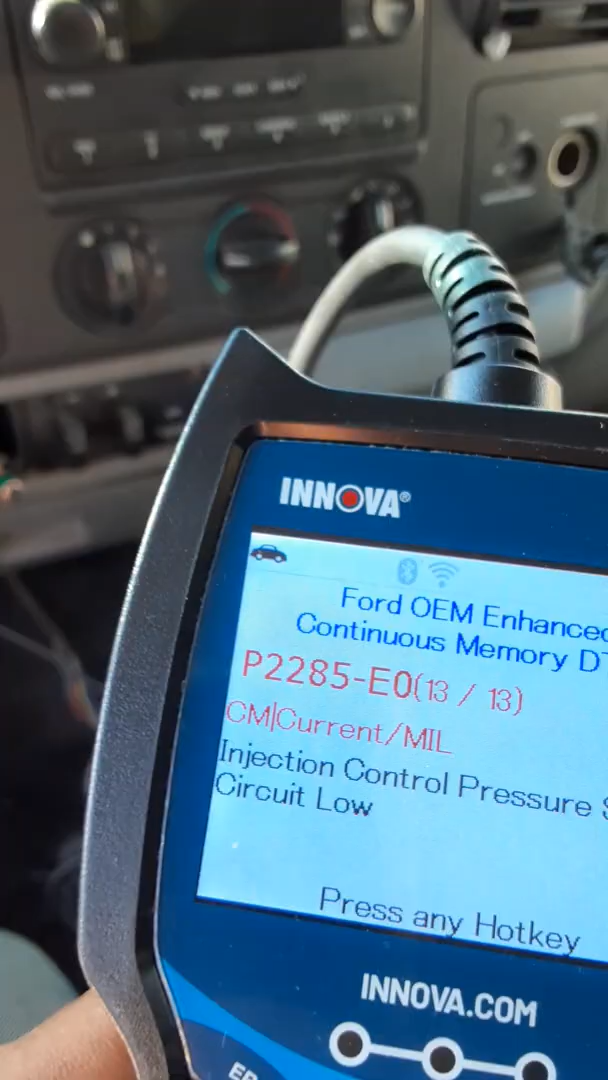 INNOVA®
Ford OEM Enhanced
Continuous Memory DT
P2285-E0(13 / 13)
CM|Current/MIL
Injection Control Pressure S
Circuit Low
Press any Hotkey
INNOVA.COM